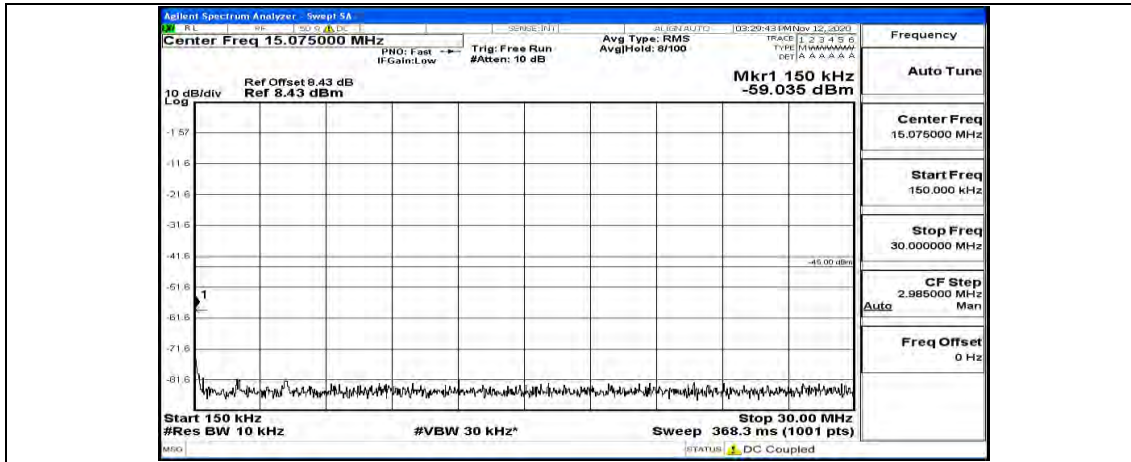 Agilent Spectrum Analyzer - Swept SA
RL RF 50 Ω DC SENSE:INT ALIGN AUTO 03:29:43 PM Nov 12, 2020
Center Freq 15.075000 MHz
PNO: Fast
IFGain:Low
Trig: Free Run
#Atten: 10 dB
Avg Type: RMS
Avg|Hold: 8/100
TRACE 1 2 3 4 5 6
TYPE MWWWWW
DET A A A A A A
Ref Offset 8.43 dB
Ref 8.43 dBm
10 dB/div
Log
Mkr1 150 kHz
-59.035 dBm
-1.57
-11.6
-21.6
-31.6
-41.6
-45.00 dBm
-51.6
1
-61.6
-71.6
-81.6
Start 150 kHz
Stop 30.00 MHz
#Res BW 10 kHz
#VBW 30 kHz*
Sweep 368.3 ms (1001 pts)
MSG
STATUS DC Coupled
Frequency
Auto Tune
Center Freq
15.075000 MHz
Start Freq
150.000 kHz
Stop Freq
30.000000 MHz
CF Step
2.985000 MHz
Auto Man
Freq Offset
0 Hz